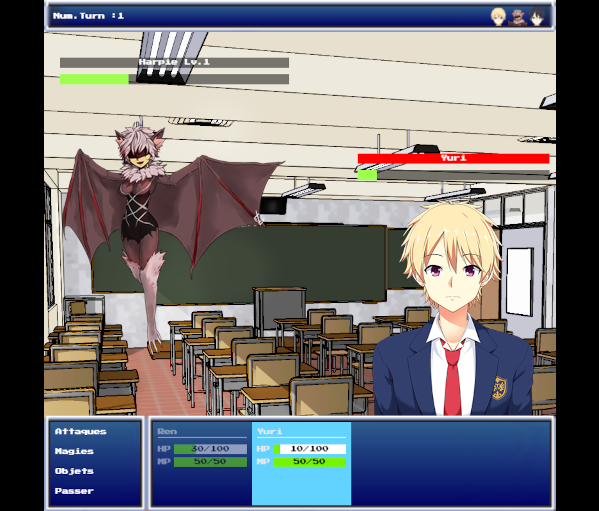 Num.Turn :1
Harpie Lv.1
Yuri
Attaques
Magies
Objets
Passer
Ren
HP 30/100
MP 50/50
Yuri
HP 10/100
MP 50/50